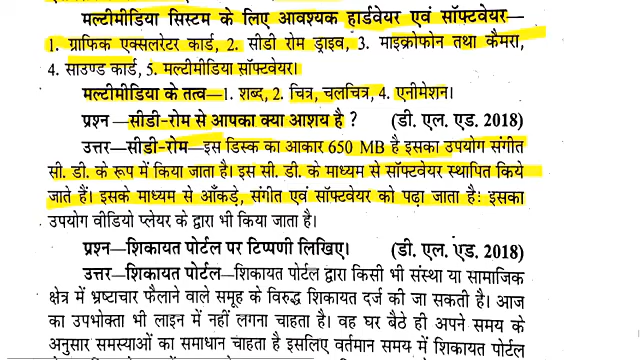 मल्टीमीडिया सिस्टम के लिए आवश्यक हार्डवेयर एवं सॉफ्टवेयर—
1. ग्राफिक एक्सलरेटर कार्ड, 2. सीडी रोम ड्राइव, 3. माइक्रोफोन तथा कैमरा,
4. साउण्ड कार्ड, 5. मल्टीमीडिया सॉफ्टवेयर।
मल्टीमीडिया के तत्व—1. शब्द, 2. चित्र, चलचित्र, 4. एनीमेशन।
प्रश्न—सीडी-रोम से आपका क्या आशय है ? (डी. एल. एड. 2018)
उत्तर—सीडी-रोम—इस डिस्क का आकार 650 MB है इसका उपयोग संगीत
सी. डी. के रूप में किया जाता है। इस सी. डी. के माध्यम से सॉफ्टवेयर स्थापित किये
जाते हैं। इसके माध्यम से आँकड़े, संगीत एवं सॉफ्टवेयर को पढ़ा जाता है: इसका
उपयोग वीडियो प्लेयर के द्वारा भी किया जाता है।
प्रश्न—शिकायत पोर्टल पर टिप्पणी लिखिए। (डी. एल. एड. 2018)
उत्तर—शिकायत पोर्टल—शिकायत पोर्टल द्वारा किसी भी संस्था या सामाजिक
क्षेत्र में भ्रष्टाचार फैलाने वाले समूह के विरुद्ध शिकायत दर्ज की जा सकती है। आज
का उपभोक्ता भी लाइन में नहीं लगना चाहता है। वह घर बैठे ही अपने समय के
अनुसार समस्याओं का समाधान चाहता है इसलिए वर्तमान समय में शिकायत पोर्टल